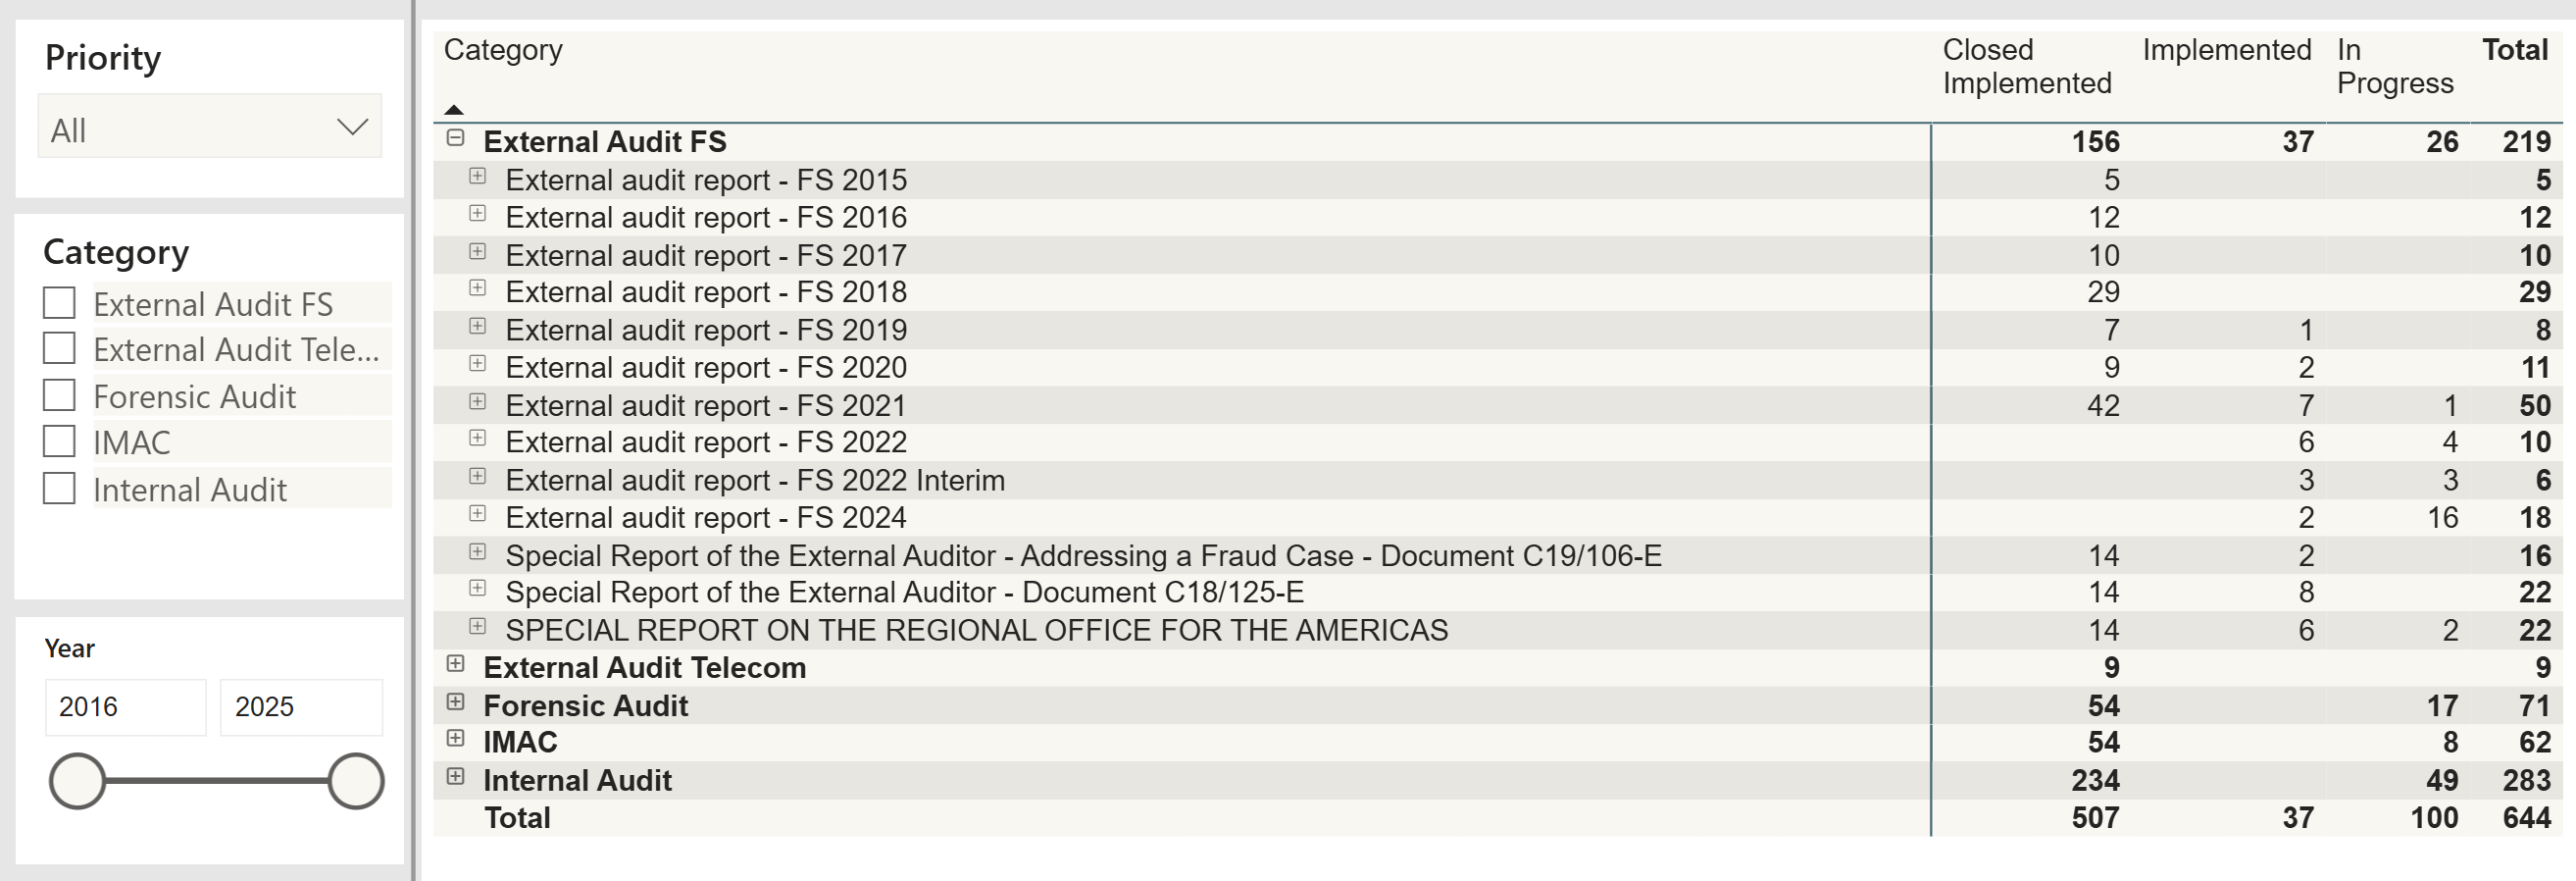 Priority
All
Category
External Audit FS
External Audit Tele...
Forensic Audit
IMAC
Internal Audit
Year
2016 2025
Category Closed Implemented Implemented In Progress Total
External Audit FS 156 37 26 219
External audit report - FS 2015 5 5
External audit report - FS 2016 12 12
External audit report - FS 2017 10 10
External audit report - FS 2018 29 29
External audit report - FS 2019 7 1 8
External audit report - FS 2020 9 2 11
External audit report - FS 2021 42 7 1 50
External audit report - FS 2022 6 4 10
External audit report - FS 2022 Interim 3 3 6
External audit report - FS 2024 2 16 18
Special Report of the External Auditor - Addressing a Fraud Case - Document C19/106-E 14 2 16
Special Report of the External Auditor - Document C18/125-E 14 8 22
SPECIAL REPORT ON THE REGIONAL OFFICE FOR THE AMERICAS 14 6 2 22
External Audit Telecom 9 9
Forensic Audit 54 17 71
IMAC 54 8 62
Internal Audit 234 49 283
Total 507 37 100 644